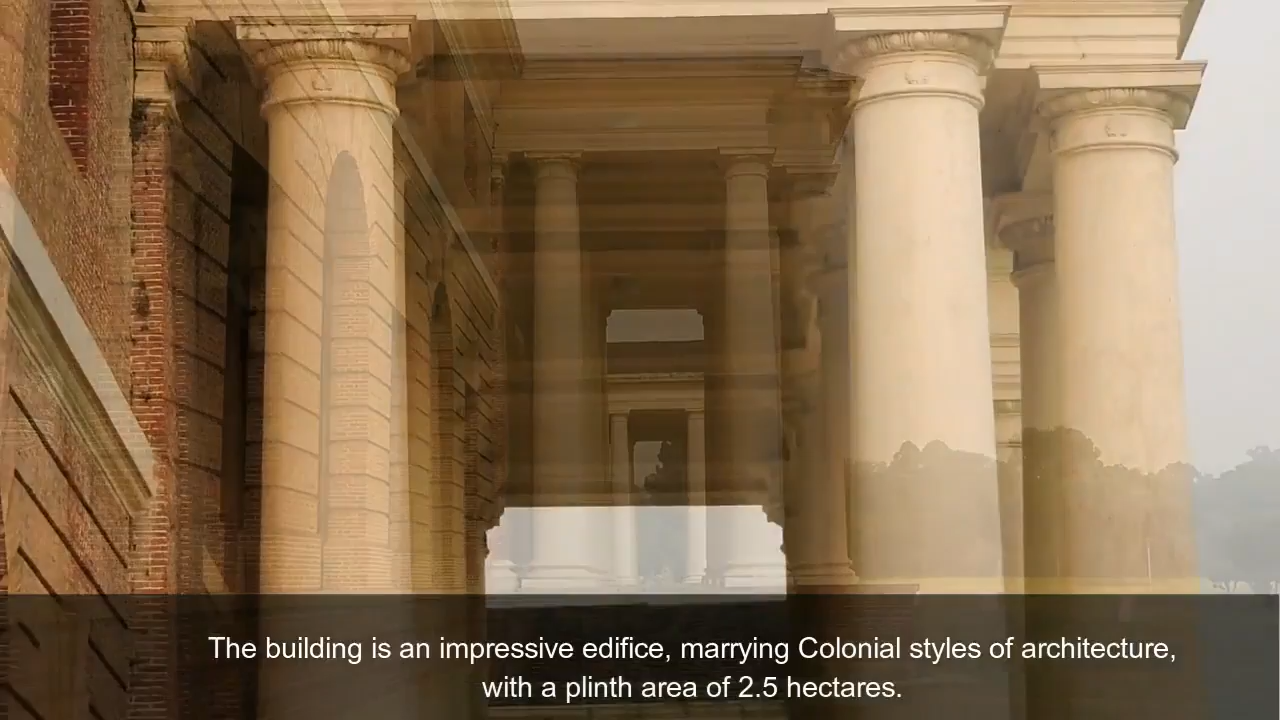 The building is an impressive edifice, marrying Colonial styles of architecture,
with a plinth area of 2.5 hectares.